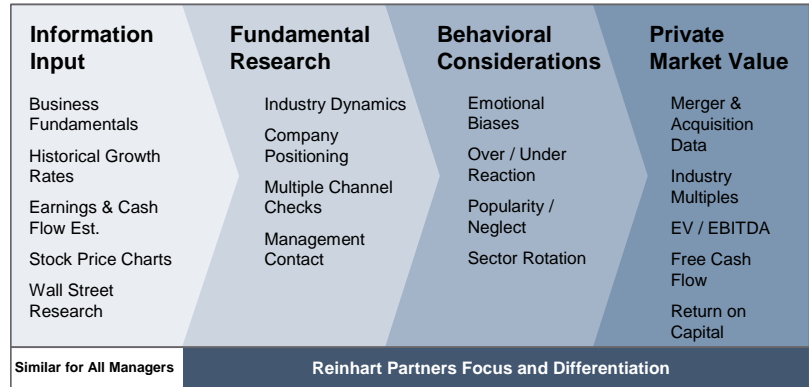 Information
Input
Business
Fundamentals
Historical Growth
Rates
Earnings & Cash
Flow Est.
Stock Price Charts
Wall Street
Research
Fundamental
Research
Industry Dynamics
Company
Positioning
Multiple Channel
Checks
Management
Contact
Behavioral
Considerations
Emotional
Biases
Over / Under
Reaction
Popularity /
Neglect
Sector Rotation
Private
Market Value
Merger &
Acquisition
Data
Industry
Multiples
EV / EBITDA
Free Cash
Flow
Return on
Capital
Similar for All Managers
Reinhart Partners Focus and Differentiation